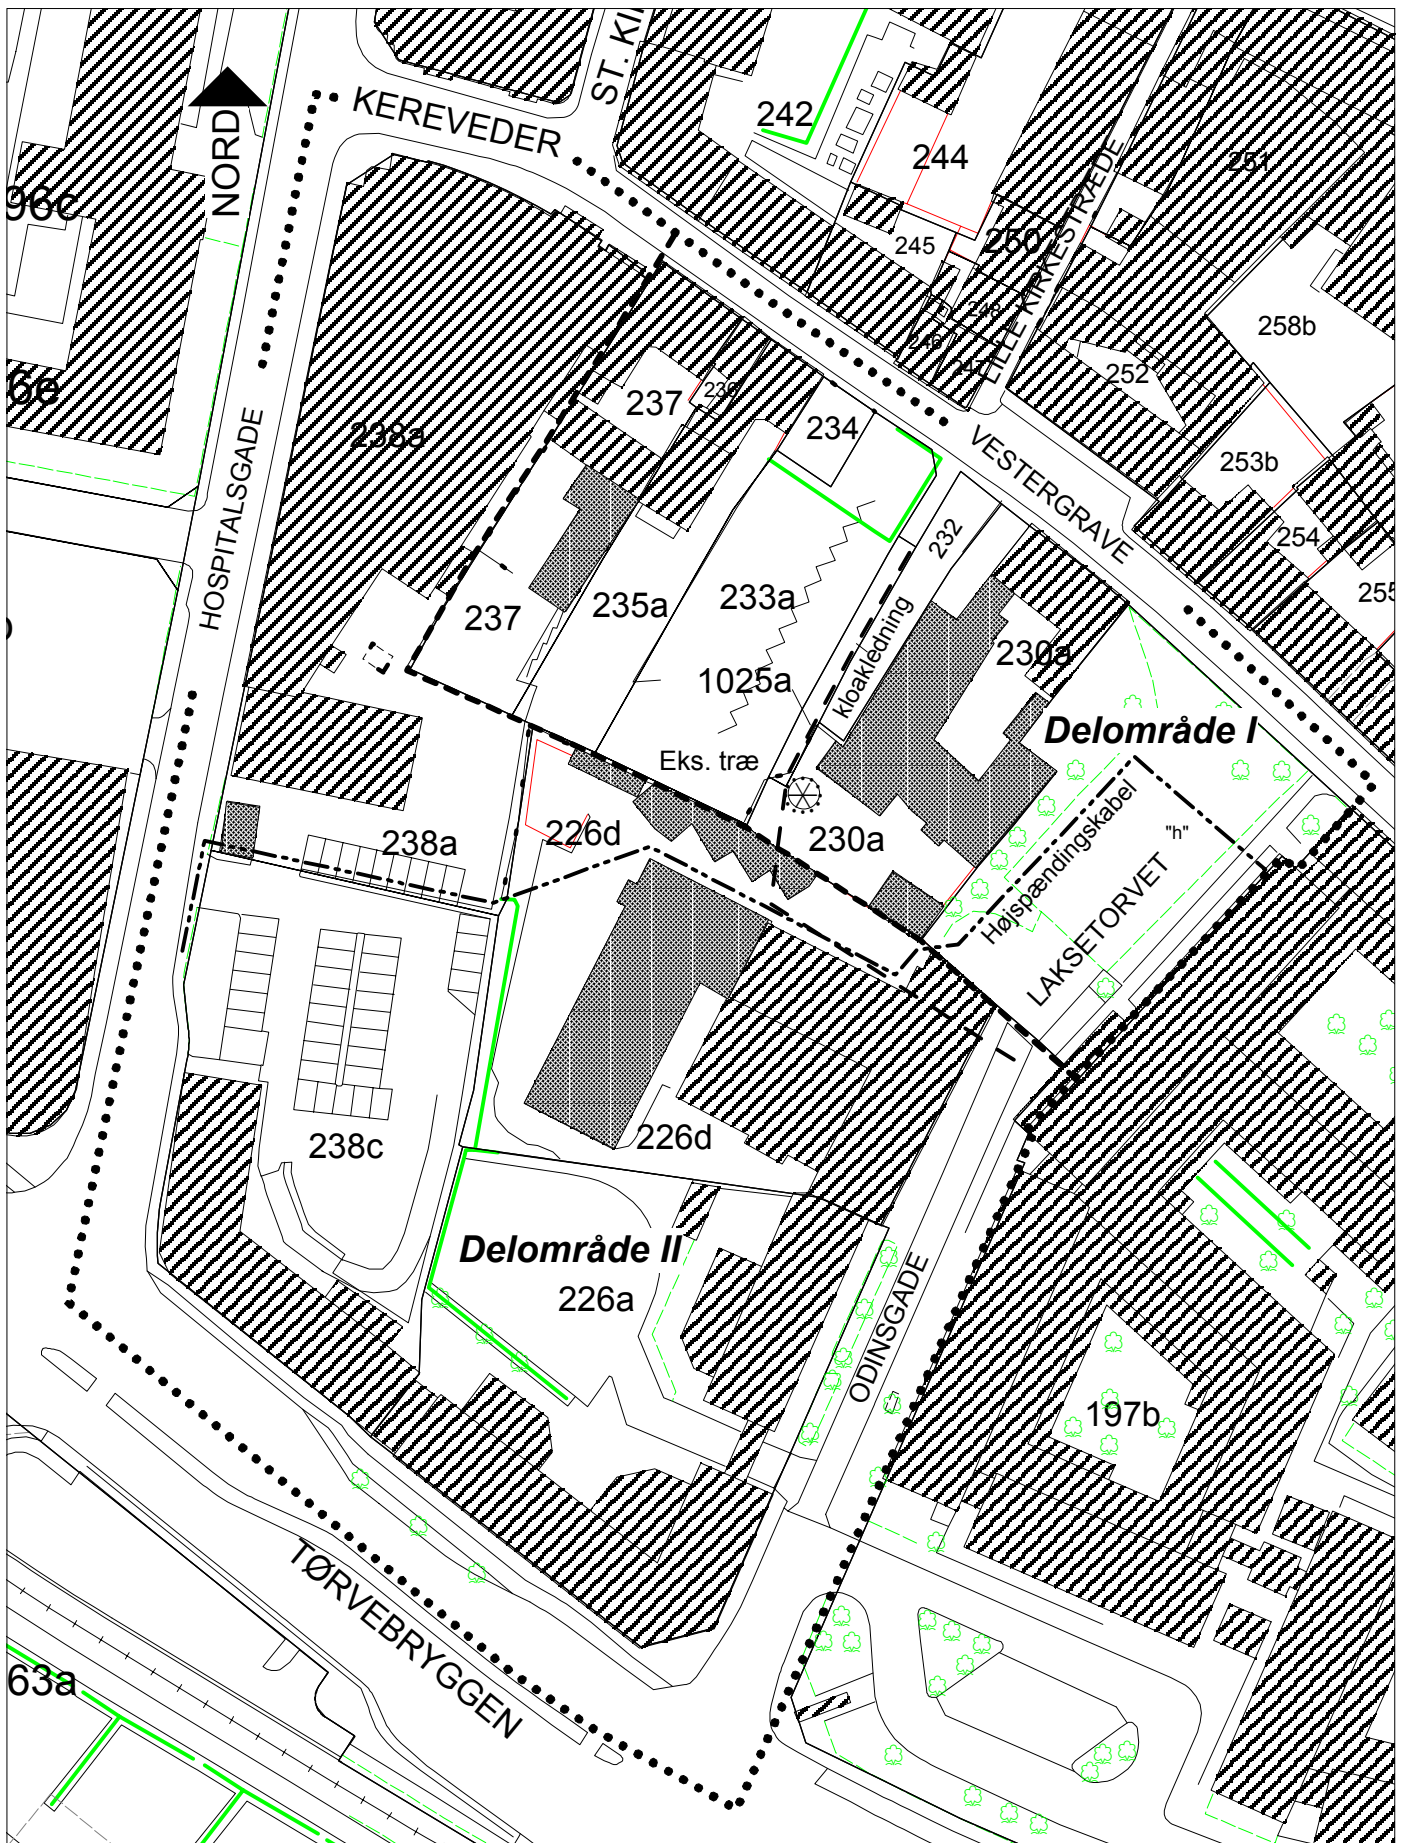 ST. KI
NORD
KEREVEDER
242
244
251
96c
245
250
LILLE KIRKESTRÆDE
248
258b
246
247
252
6e
237
234
238a
VESTERGRAVE
253b
HOSPITALSGADE
232
254
255
237
235a
233a
kloakledning
230a
1025a
Delområde I
Eks. træ
Højspændingskabel
"h"
238a
226d
230a
LAKSETORVET
238c
226d
Delområde II
226a
ODINSGADE
197b
TØRVEBRYGGEN
63a